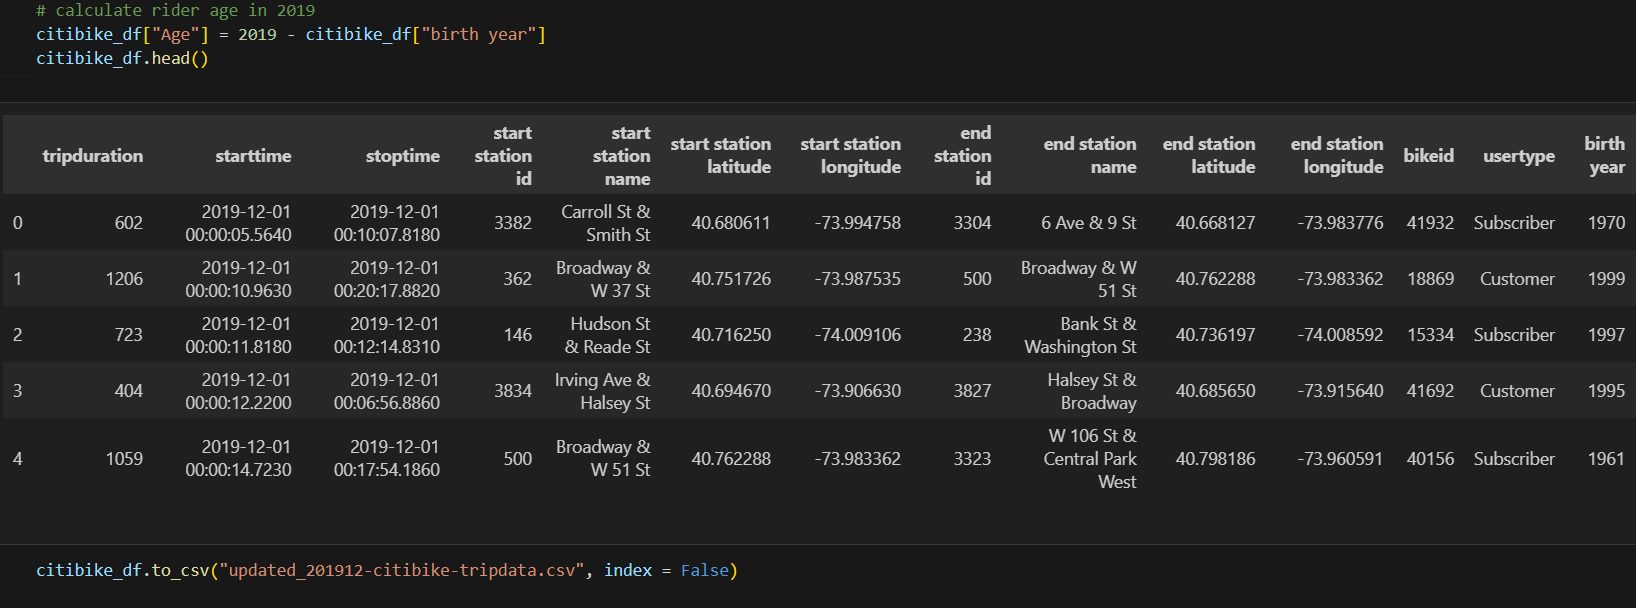 # calculate rider age in 2019
citibike_df["Age"] = 2019 - citibike_df["birth year"]
citibike_df.head()
tripduration starttime stoptime start station id start station name start station latitude start station longitude end station id end station name end station latitude end station longitude bikeid usertype birth year
0 602 2019-12-01 00:00:05.5640 2019-12-01 00:10:07.8180 3382 Carroll St & Smith St 40.680611 -73.994758 3304 6 Ave & 9 St 40.668127 -73.983776 41932 Subscriber 1970
1 1206 2019-12-01 00:00:10.9630 2019-12-01 00:20:17.8820 362 Broadway & W 37 St 40.751726 -73.987535 500 Broadway & W 51 St 40.762288 -73.983362 18869 Customer 1999
2 723 2019-12-01 00:00:11.8180 2019-12-01 00:12:14.8310 146 Hudson St & Reade St 40.716250 -74.009106 238 Bank St & Washington St 40.736197 -74.008592 15334 Subscriber 1997
3 404 2019-12-01 00:00:12.2200 2019-12-01 00:06:56.8860 3834 Irving Ave & Halsey St 40.694670 -73.906630 3827 Halsey St & Broadway 40.685650 -73.915640 41692 Customer 1995
4 1059 2019-12-01 00:00:14.7230 2019-12-01 00:17:54.1860 500 Broadway & W 51 St 40.762288 -73.983362 3323 W 106 St & Central Park West 40.798186 -73.960591 40156 Subscriber 1961
citibike_df.to_csv("updated_201912-citibike-tripdata.csv", index = False)